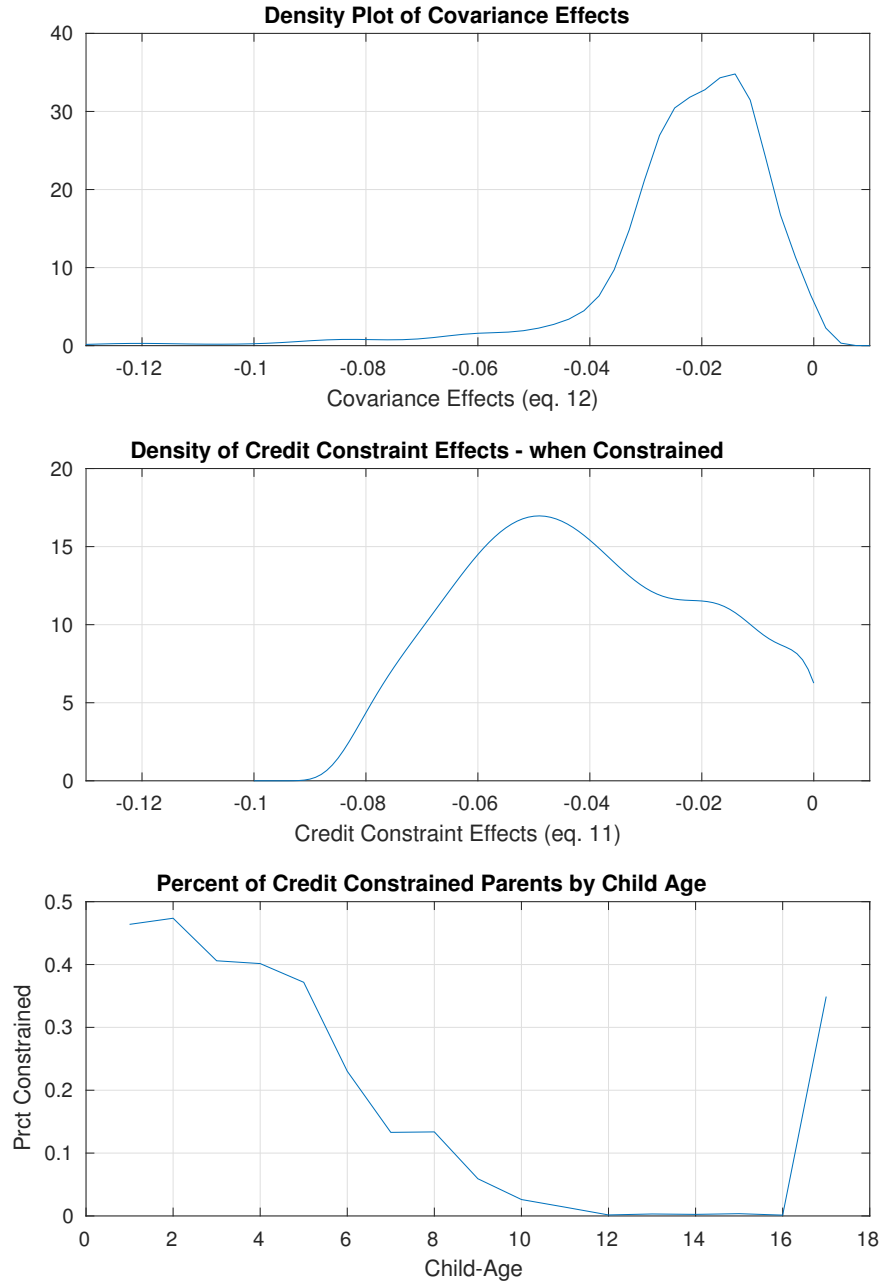 Density Plot of Covariance Effects
40
30
20
10
0
-0.12 -0.1 -0.08 -0.06 -0.04 -0.02 0
Covariance Effects (eq. 12)
Density of Credit Constraint Effects - when Constrained
20
15
10
5
0
-0.12 -0.1 -0.08 -0.06 -0.04 -0.02 0
Credit Constraint Effects (eq. 11)
Percent of Credit Constrained Parents by Child Age
Prct Constrained
0.5
0.4
0.3
0.2
0.1
0
0 2 4 6 8 10 12 14 16 18
Child-Age